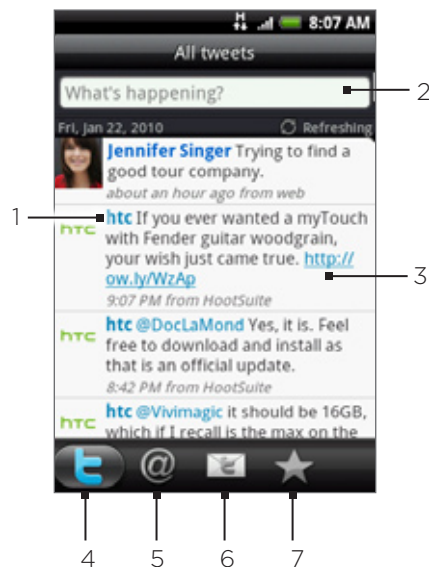 H 8:07 AM
All tweets
What's happening?
Fri, Jan 22, 2010 Refreshing
Jennifer Singer Trying to find a
good tour company.
about an hour ago from web
htc If you ever wanted a myTouch
with Fender guitar woodgrain,
your wish just came true. http://
ow.ly/WzAp
9:07 PM from HootSuite
htc @DocLaMond Yes, it is. Feel
free to download and install as
that is an official update.
8:42 PM from HootSuite
htc @Vivimagic it should be 16GB,
which if I recall is the max on the
hTC
hTC
hTC
t @ t
1
2
3
4 5 6 7